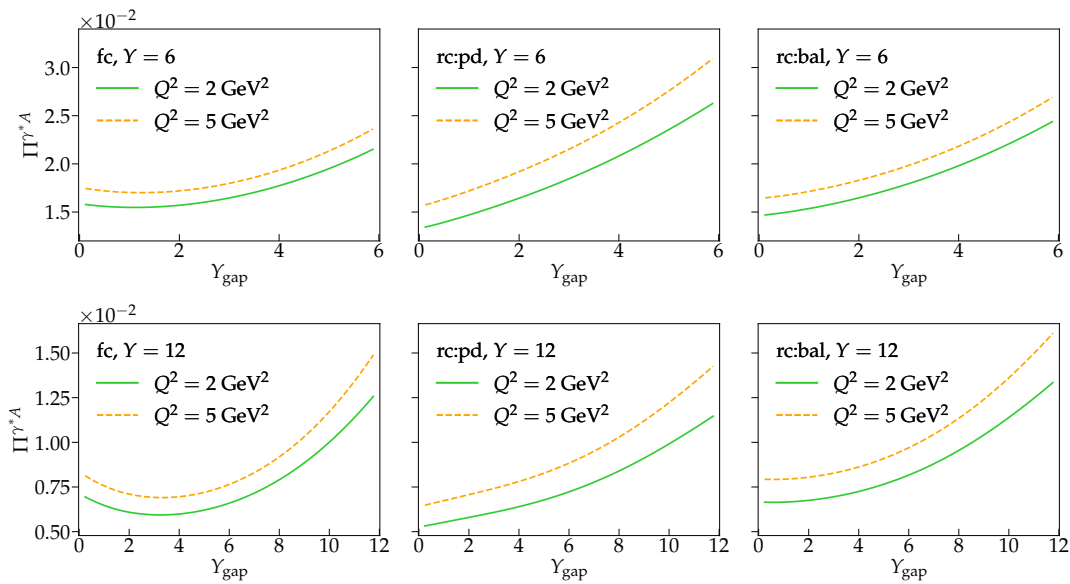 ×10⁻²
fc, Y = 6
Q² = 2 GeV²
Q² = 5 GeV²
3.0
2.5
2.0
1.5
Π^γ*A
0 2 4 6
Y_gap
rc:pd, Y = 6
Q² = 2 GeV²
Q² = 5 GeV²
0 2 4 6
Y_gap
rc:bal, Y = 6
Q² = 2 GeV²
Q² = 5 GeV²
0 2 4 6
Y_gap
×10⁻²
fc, Y = 12
Q² = 2 GeV²
Q² = 5 GeV²
1.50
1.25
1.00
0.75
0.50
Π^γ*A
0 2 4 6 8 10 12
Y_gap
rc:pd, Y = 12
Q² = 2 GeV²
Q² = 5 GeV²
0 2 4 6 8 10 12
Y_gap
rc:bal, Y = 12
Q² = 2 GeV²
Q² = 5 GeV²
0 2 4 6 8 10 12
Y_gap